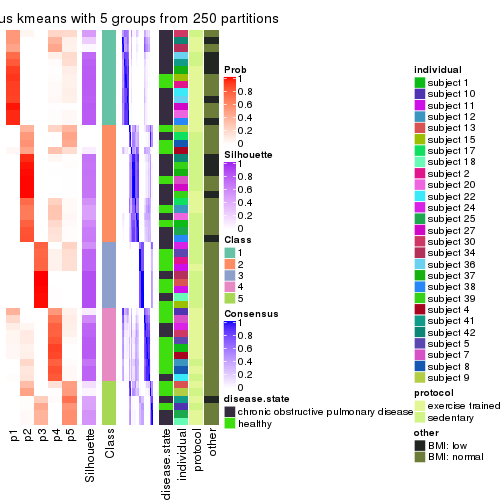 us kmeans with 5 groups from 250 partitions
p1
p2
p3
p4
p5
Silhouette
Class
disease.state
individual
protocol
other
Prob
1
0.8
0.6
0.4
0.2
0
Silhouette
1
0.8
0.6
0.4
0.2
0
Class
1
2
3
4
5
Consensus
1
0.8
0.6
0.4
0.2
0
disease.state
chronic obstructive pulmonary disease
healthy
individual
subject 1
subject 10
subject 11
subject 12
subject 13
subject 15
subject 17
subject 18
subject 2
subject 20
subject 22
subject 24
subject 25
subject 27
subject 30
subject 34
subject 36
subject 37
subject 38
subject 39
subject 4
subject 41
subject 42
subject 5
subject 7
subject 8
subject 9
protocol
exercise trained
sedentary
other
BMI: low
BMI: normal